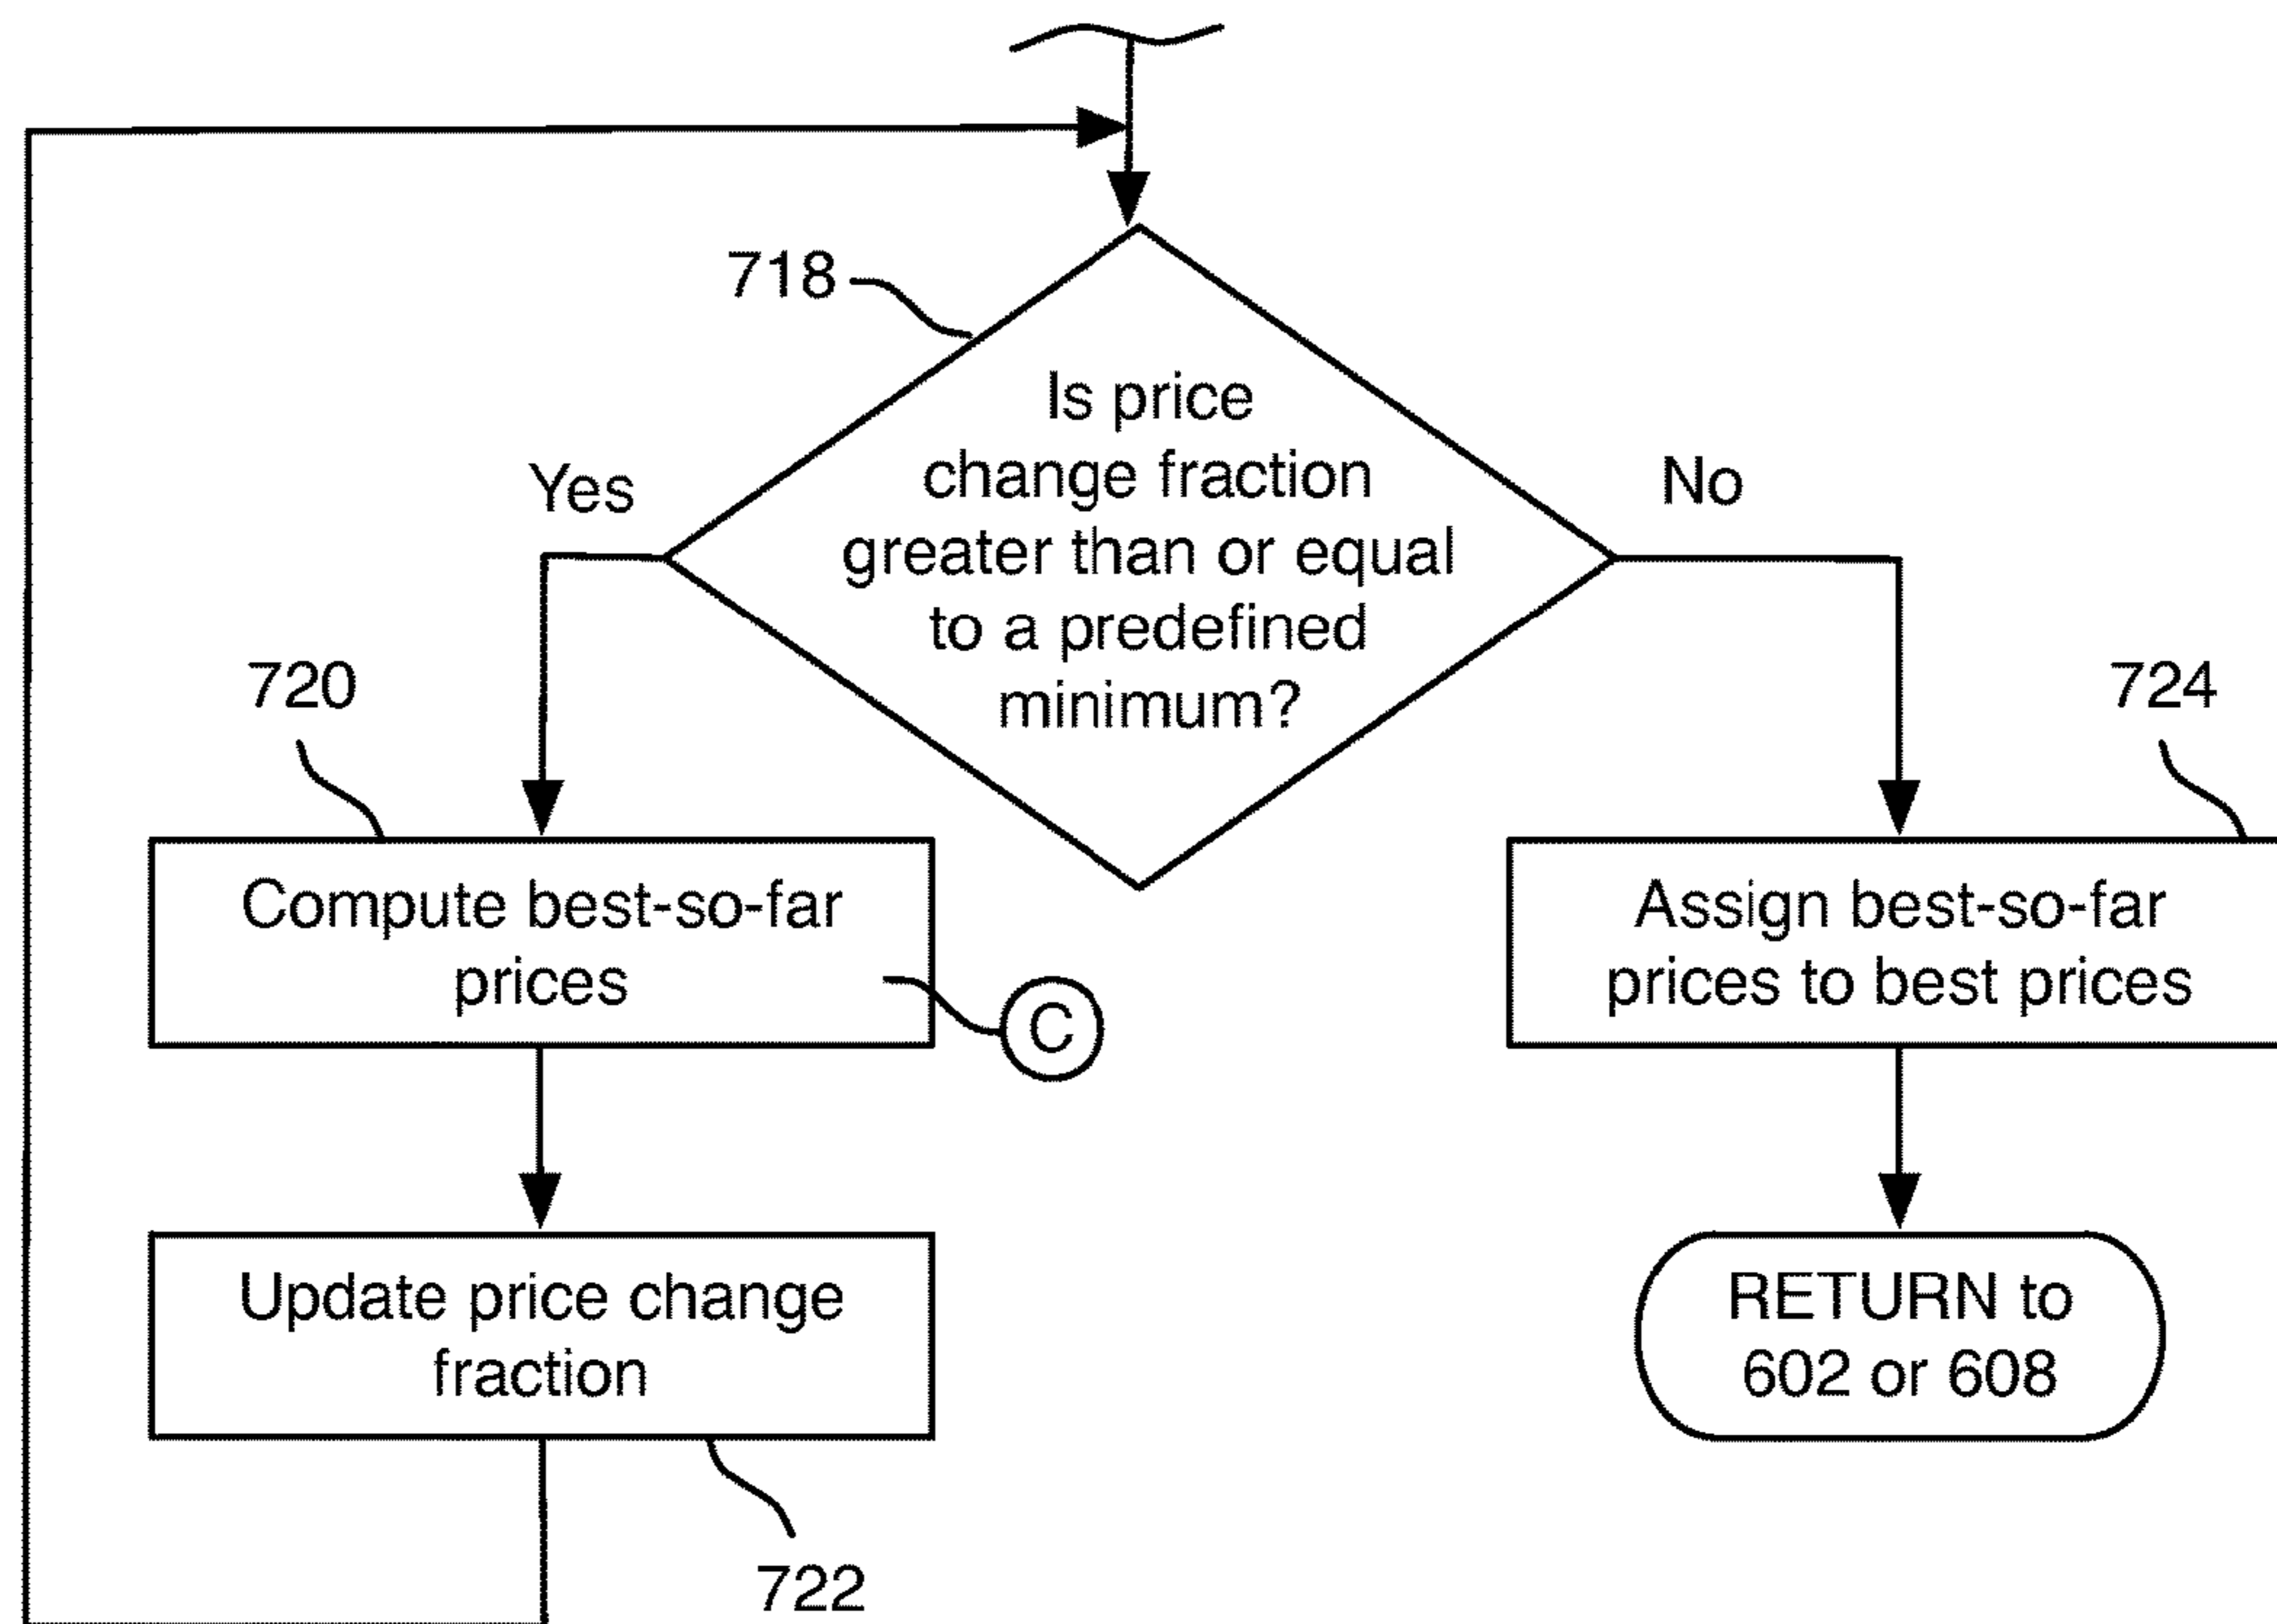 718
Is price
change fraction
greater than or equal
to a predefined
minimum?
Yes
No
720
724
Compute best-so-far
prices
C
Assign best-so-far
prices to best prices
Update price change
fraction
RETURN to
602 or 608
722